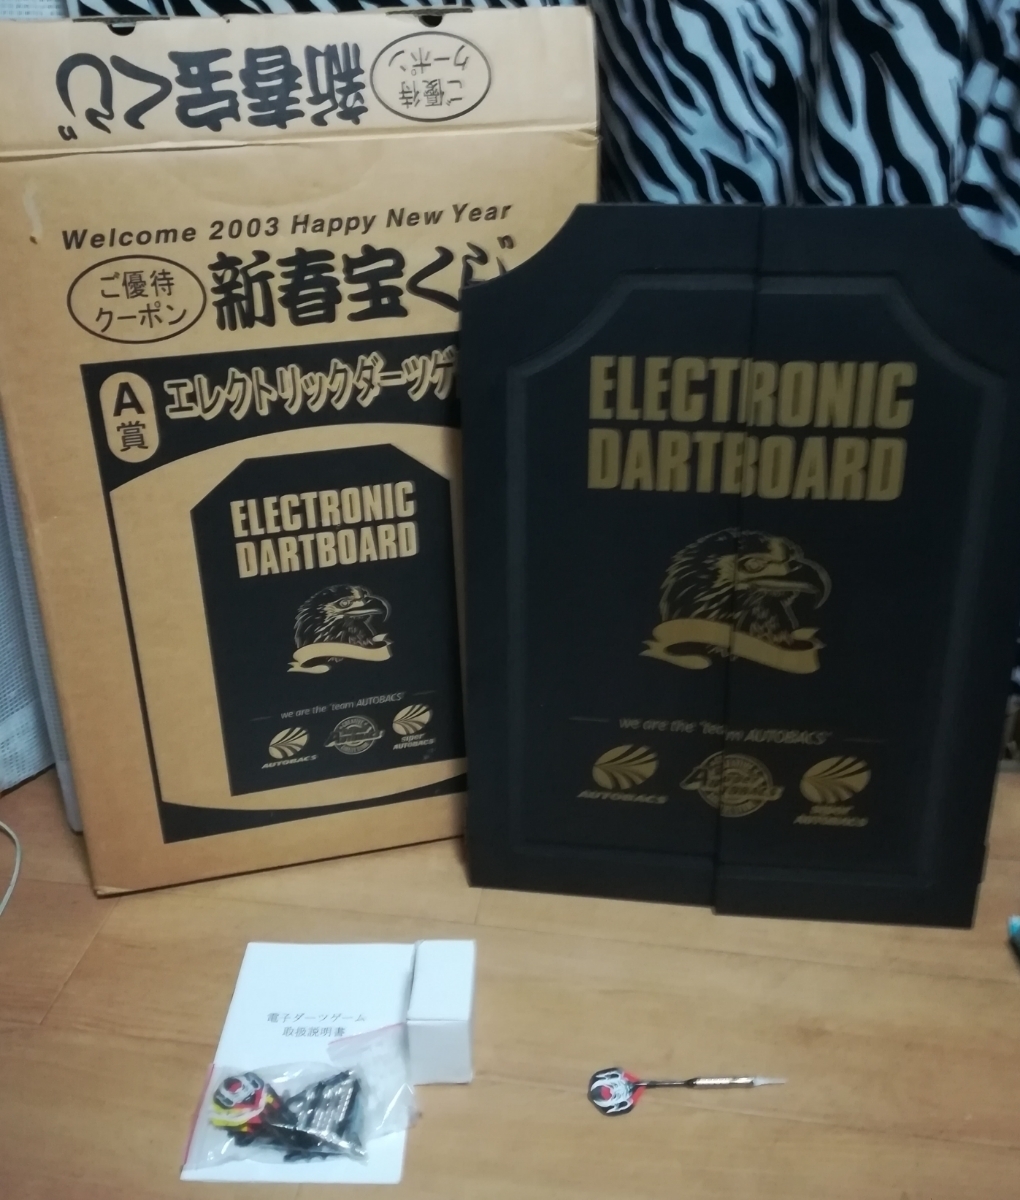 新春宝くじ
ご優待
クーポン
Welcome 2003 Happy New Year
ご優待
クーポン
新春宝くじ
A
賞
エレクトリックダーツゲ
ELECTRONIC
DARTBOARD
we are the "Team AUTOBACS"
AUTOBACS
super
AUTOBACS
ELECTRONIC
DARTBOARD
we are the "Team AUTOBACS"
AUTOBACS
super
AUTOBACS
電子ダーツゲーム
取扱説明書